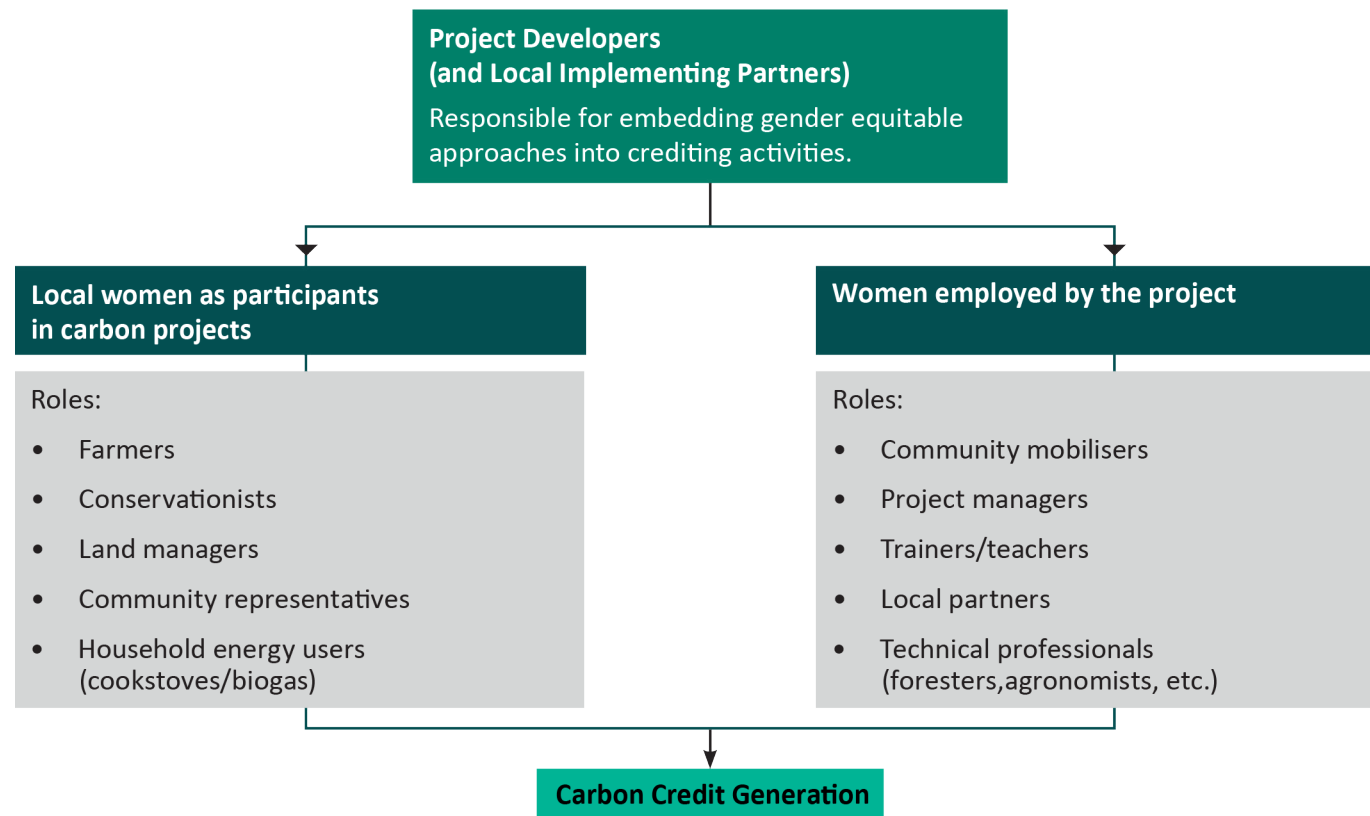 Project Developers
(and Local Implementing Partners)
Responsible for embedding gender equitable
approaches into crediting activities.
Local women as participants
in carbon projects
Roles:
• Farmers
• Conservationists
• Land managers
• Community representatives
• Household energy users
(cookstoves/biogas)
Women employed by the project
Roles:
• Community mobilisers
• Project managers
• Trainers/teachers
• Local partners
• Technical professionals
(foresters,agronomists, etc.)
Carbon Credit Generation